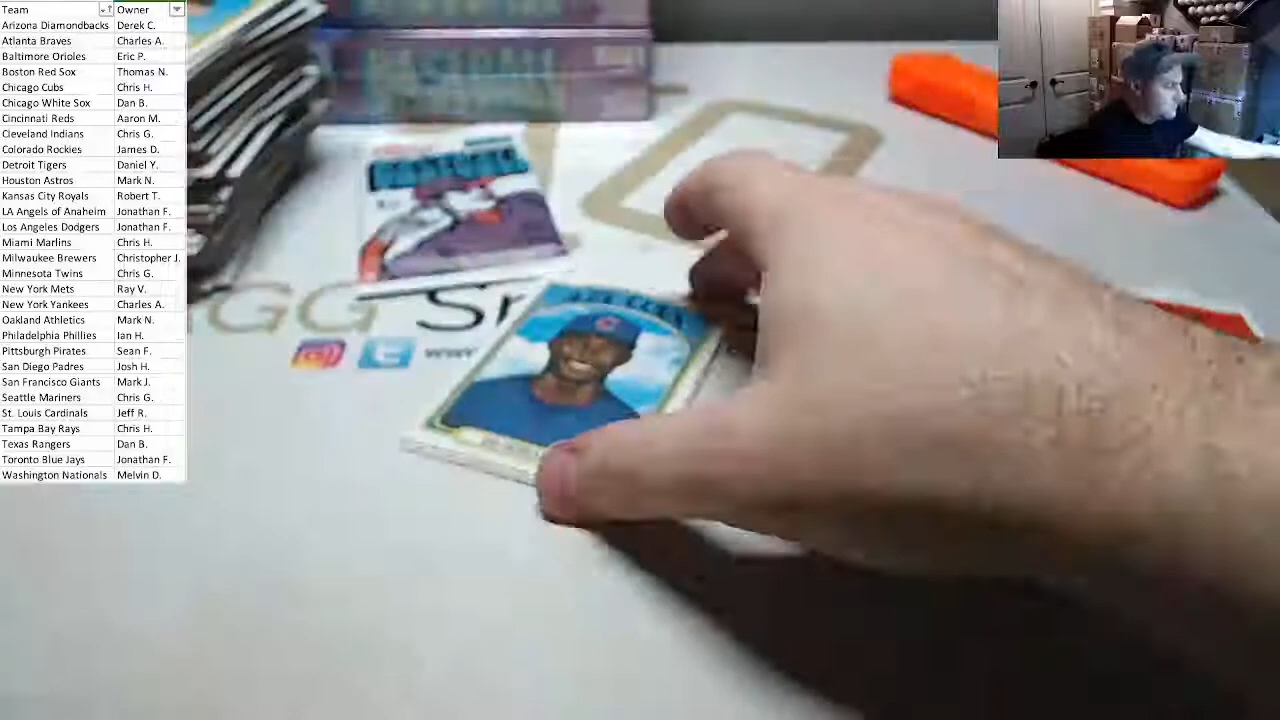 Team Owner
Arizona Diamondbacks Derek C.
Atlanta Braves Charles A.
Baltimore Orioles Eric P.
Boston Red Sox Thomas N.
Chicago Cubs Chris H.
Chicago White Sox Dan B.
Cincinnati Reds Aaron M.
Cleveland Indians Chris G.
Colorado Rockies James D.
Detroit Tigers Daniel Y.
Houston Astros Mark N.
Kansas City Royals Robert T.
LA Angels of Anaheim Jonathan F.
Los Angeles Dodgers Jonathan F.
Miami Marlins Chris H.
Milwaukee Brewers Christopher J.
Minnesota Twins Chris G.
New York Mets Ray V.
New York Yankees Charles A.
Oakland Athletics Mark N.
Philadelphia Phillies Ian H.
Pittsburgh Pirates Sean F.
San Diego Padres Josh H.
San Francisco Giants Mark J.
Seattle Mariners Chris G.
St. Louis Cardinals Jeff R.
Tampa Bay Rays Chris H.
Texas Rangers Dan B.
Toronto Blue Jays Jonathan F.
Washington Nationals Melvin D.
BASEBALL